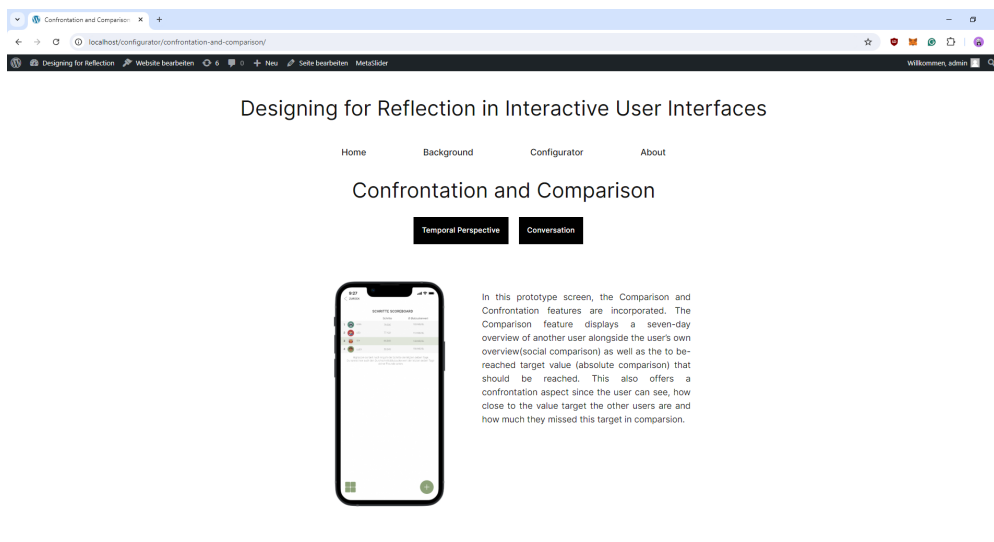 Confrontation and Comparison
localhost/configurator/confrontation-and-comparison/
Designing for Reflection Website bearbeiten 6 0 Neu Seite bearbeiten MetaSlider Willkommen, admin
Designing for Reflection in Interactive User Interfaces
Home Background Configurator About
Confrontation and Comparison
Temporal Perspective Conversation
9:27
SCHRITTE SCOREBOARD
In this prototype screen, the Comparison and
Confrontation features are incorporated. The
Comparison feature displays a seven-day
overview of another user alongside the user's own
overview(social comparison) as well as the to be-
reached target value (absolute comparison) that
should be reached. This also offers a
confrontation aspect since the user can see, how
close to the value target the other users are and
how much they missed this target in comparsion.